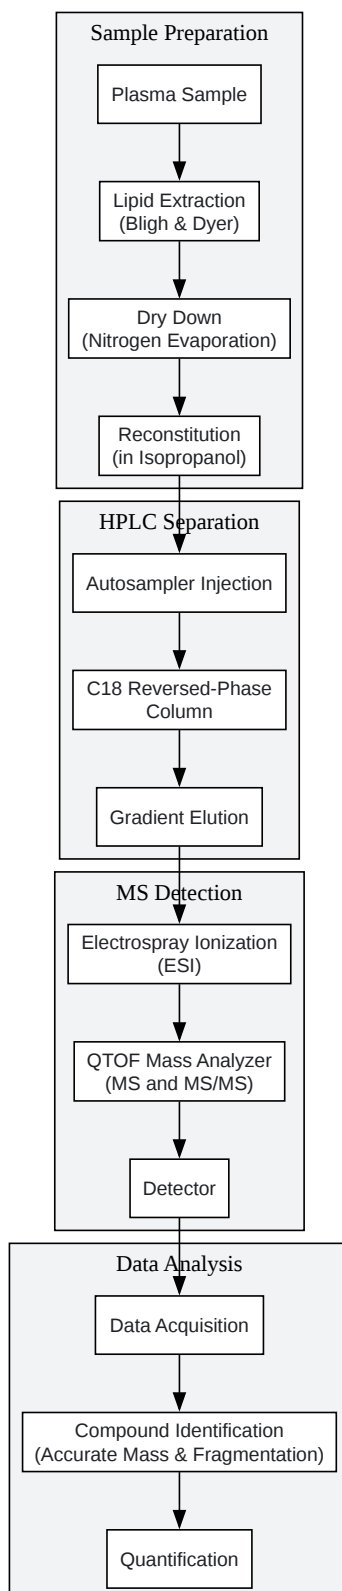 Sample Preparation
Plasma Sample
Lipid Extraction
(Bligh & Dyer)
Dry Down
(Nitrogen Evaporation)
Reconstitution
(in Isopropanol)
HPLC Separation
Autosampler Injection
C18 Reversed-Phase
Column
Gradient Elution
MS Detection
Electrospray Ionization
(ESI)
QTOF Mass Analyzer
(MS and MS/MS)
Detector
Data Analysis
Data Acquisition
Compound Identification
(Accurate Mass & Fragmentation)
Quantification